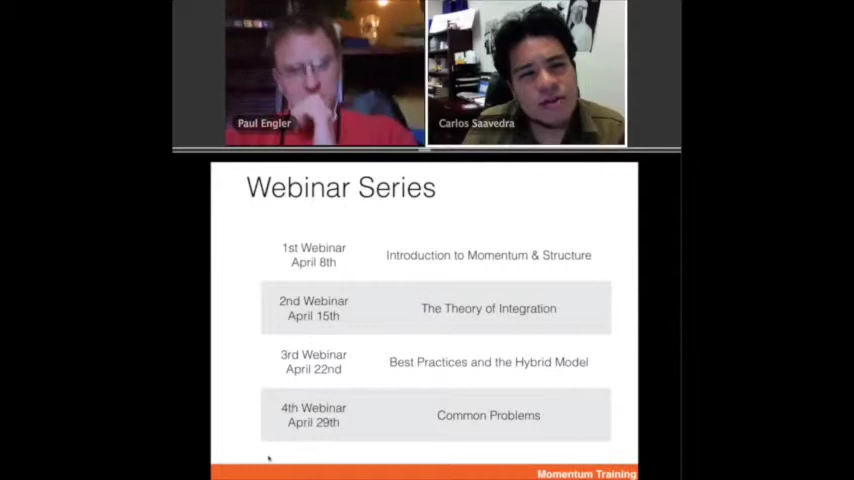 Paul Engler
Carlos Saavedra
Webinar Series
1st Webinar
April 8th
Introduction to Momentum & Structure
2nd Webinar
April 15th
The Theory of Integration
3rd Webinar
April 22nd
Best Practices and the Hybrid Model
4th Webinar
April 29th
Common Problems
Momentum Training